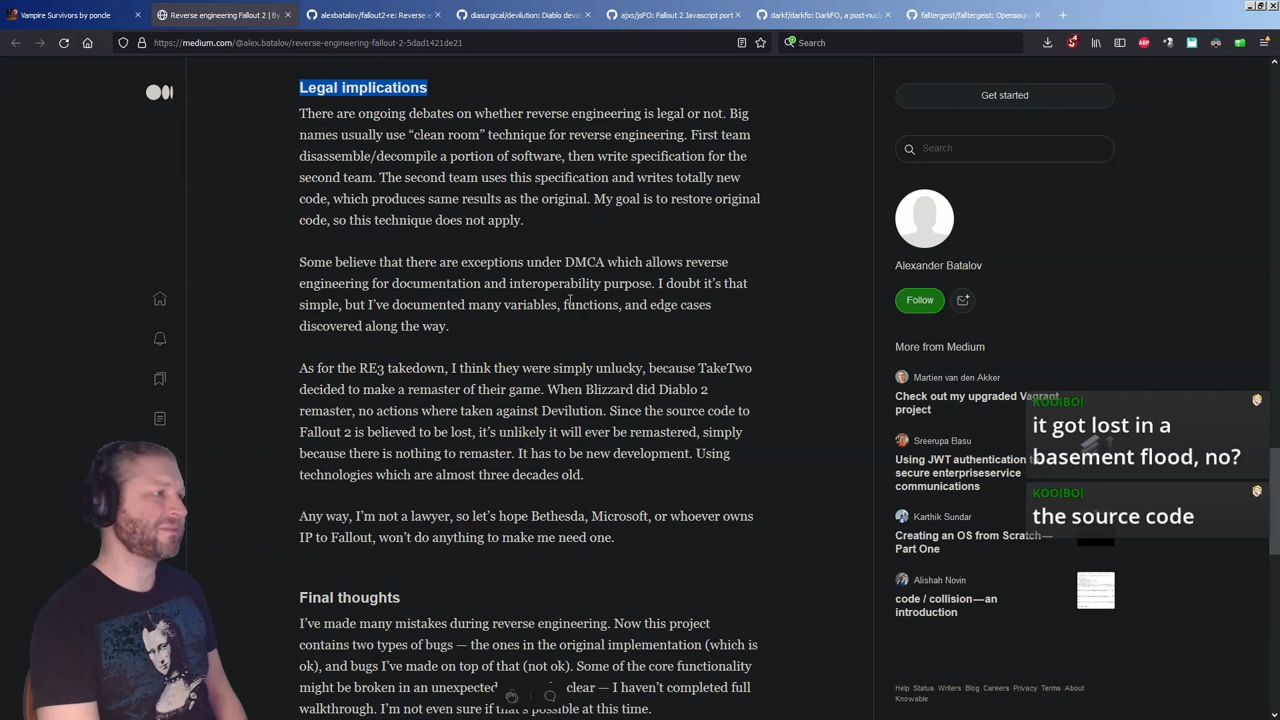 Vampire Survivors by ponde
Reverse engineering Fallout 2 | By
alexbatalov/fallout2-re: Reverse e
diasurgical/devilution: Diablo devo
ajxs/jsFO: Fallout 2 Javascript port
darkf/darkfo: DarkFO, a post-nucl
falltergeist/falltergeist: Opensou
https://medium.com/@alex.batalov/reverse-engineering-fallout-2-5dad1421de21
Search
Legal implications
There are ongoing debates on whether reverse engineering is legal or not. Big
names usually use “clean room” technique for reverse engineering. First team
disassemble/decompile a portion of software, then write specification for the
second team. The second team uses this specification and writes totally new
code, which produces same results as the original. My goal is to restore original
code, so this technique does not apply.
Some believe that there are exceptions under DMCA which allows reverse
engineering for documentation and interoperability purpose. I doubt it’s that
simple, but I’ve documented many variables, functions, and edge cases
discovered along the way.
As for the RE3 takedown, I think they were simply unlucky, because TakeTwo
decided to make a remaster of their game. When Blizzard did Diablo 2
remaster, no actions where taken against Devilution. Since the source code to
Fallout 2 is believed to be lost, it’s unlikely it will ever be remastered, simply
because there is nothing to remaster. It has to be new development. Using
technologies which are almost three decades old.
Any way, I’m not a lawyer, so let’s hope Bethesda, Microsoft, or whoever owns
IP to Fallout, won’t do anything to make me need one.
Final thoughts
I’ve made many mistakes during reverse engineering. Now this project
contains two types of bugs — the ones in the original implementation (which is
ok), and bugs I’ve made on top of that (not ok). Some of the core functionality
might be broken in an unexpected clear — I haven’t completed full
walkthrough. I’m not even sure if that’s possible at this time.
Get started
Search
Alexander Batalov
Follow
More from Medium
Martien van den Akker
Check out my upgraded Vagrant
project
Sreerupa Basu
Using JWT authentication to
secure enterpriseservice
communications
Karthik Sundar
Creating an OS from Scratch—
Part One
Alishah Novin
code / collision — an
introduction
Help Status Writers Blog Careers Privacy Terms About
Knowable
KOOIBOI
it got lost in a
basement flood, no?
KOOIBOI
the source code
ABP